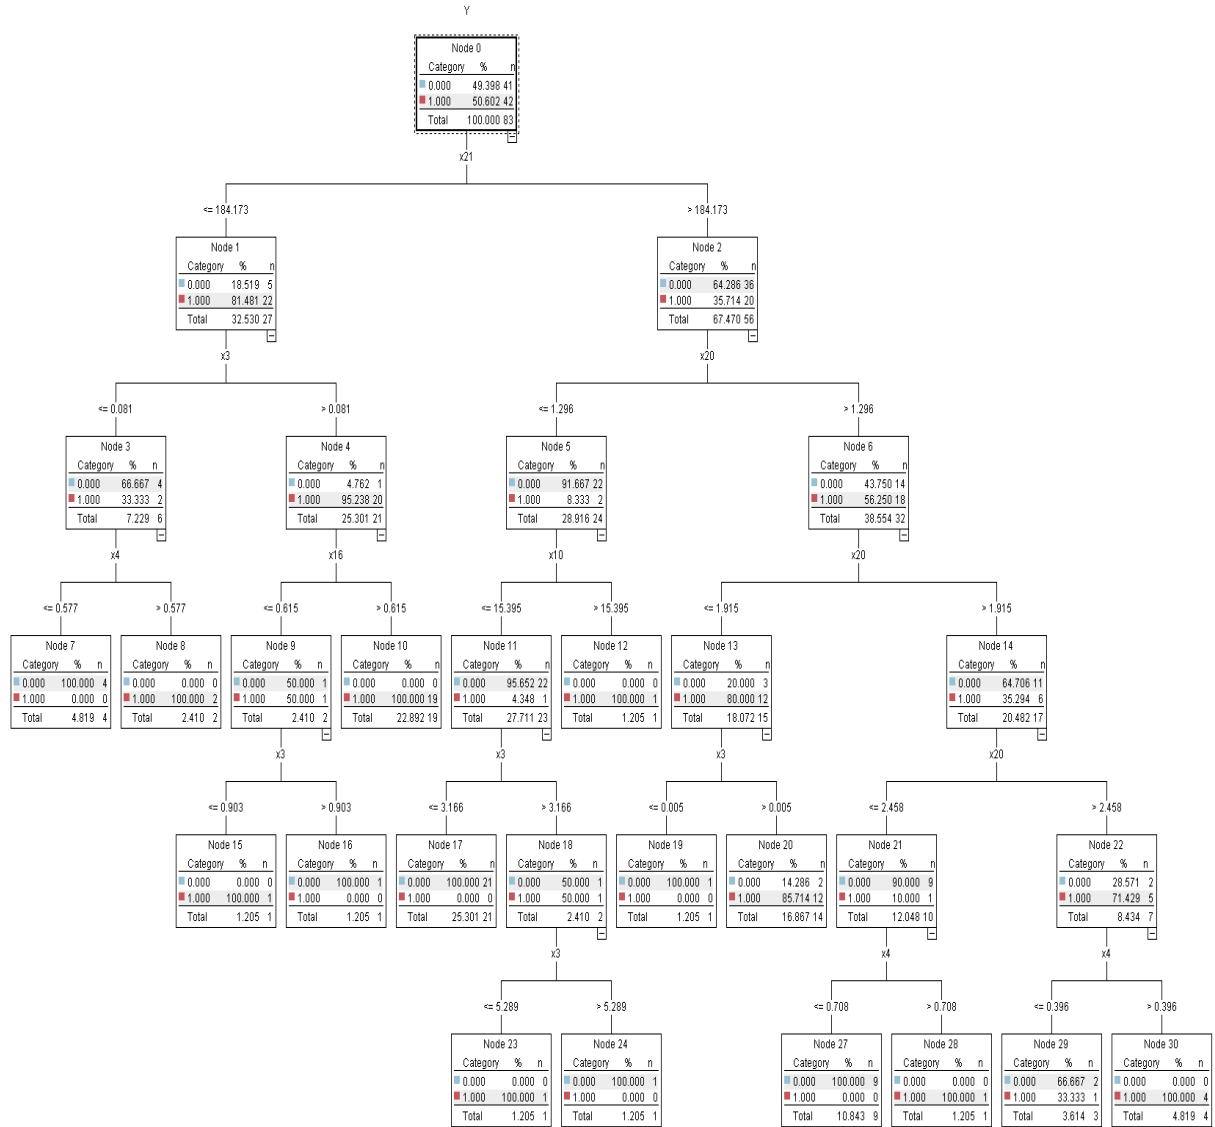 Y
Node 0
Category % n
0.000 49.398 41
1.000 50.602 42
Total 100.000 83
x21
<= 184.173
> 184.173
Node 1
Category % n
0.000 18.519 5
1.000 81.481 22
Total 32.530 27
Node 2
Category % n
0.000 64.286 36
1.000 35.714 20
Total 67.470 56
x3
x20
<= 0.081
> 0.081
<= 1.296
> 1.296
Node 3
Category % n
0.000 66.667 4
1.000 33.333 2
Total 7.229 6
Node 4
Category % n
0.000 4.762 1
1.000 95.238 20
Total 25.301 21
Node 5
Category % n
0.000 91.667 22
1.000 8.333 2
Total 28.916 24
Node 6
Category % n
0.000 43.750 14
1.000 56.250 18
Total 38.554 32
x4
x16
x10
x20
<= 0.577
> 0.577
<= 0.615
> 0.615
<= 15.395
> 15.395
<= 1.915
> 1.915
Node 7
Category % n
0.000 100.000 4
1.000 0.000 0
Total 4.819 4
Node 8
Category % n
0.000 0.000 0
1.000 100.000 2
Total 2.410 2
Node 9
Category % n
0.000 50.000 1
1.000 50.000 1
Total 2.410 2
Node 10
Category % n
0.000 0.000 0
1.000 100.000 19
Total 22.892 19
Node 11
Category % n
0.000 95.652 22
1.000 4.348 1
Total 27.711 23
Node 12
Category % n
0.000 0.000 0
1.000 100.000 1
Total 1.205 1
Node 13
Category % n
0.000 20.000 3
1.000 80.000 12
Total 18.072 15
Node 14
Category % n
0.000 64.706 11
1.000 35.294 6
Total 20.482 17
x3
x3
x3
x20
<= 0.903
> 0.903
<= 3.166
> 3.166
<= 0.005
> 0.005
<= 2.458
> 2.458
Node 15
Category % n
0.000 0.000 0
1.000 100.000 1
Total 1.205 1
Node 16
Category % n
0.000 100.000 1
1.000 0.000 0
Total 1.205 1
Node 17
Category % n
0.000 100.000 21
1.000 0.000 0
Total 25.301 21
Node 18
Category % n
0.000 50.000 1
1.000 50.000 1
Total 2.410 2
Node 19
Category % n
0.000 100.000 1
1.000 0.000 0
Total 1.205 1
Node 20
Category % n
0.000 14.286 2
1.000 85.714 12
Total 16.867 14
Node 21
Category % n
0.000 90.000 9
1.000 10.000 1
Total 12.048 10
Node 22
Category % n
0.000 28.571 2
1.000 71.429 5
Total 8.434 7
x3
x4
x4
<= 5.289
> 5.289
<= 0.708
> 0.708
<= 0.396
> 0.396
Node 23
Category % n
0.000 0.000 0
1.000 100.000 1
Total 1.205 1
Node 24
Category % n
0.000 100.000 1
1.000 0.000 0
Total 1.205 1
Node 27
Category % n
0.000 100.000 9
1.000 0.000 0
Total 10.843 9
Node 28
Category % n
0.000 0.000 0
1.000 100.000 1
Total 1.205 1
Node 29
Category % n
0.000 66.667 2
1.000 33.333 1
Total 3.614 3
Node 30
Category % n
0.000 0.000 0
1.000 100.000 4
Total 4.819 4